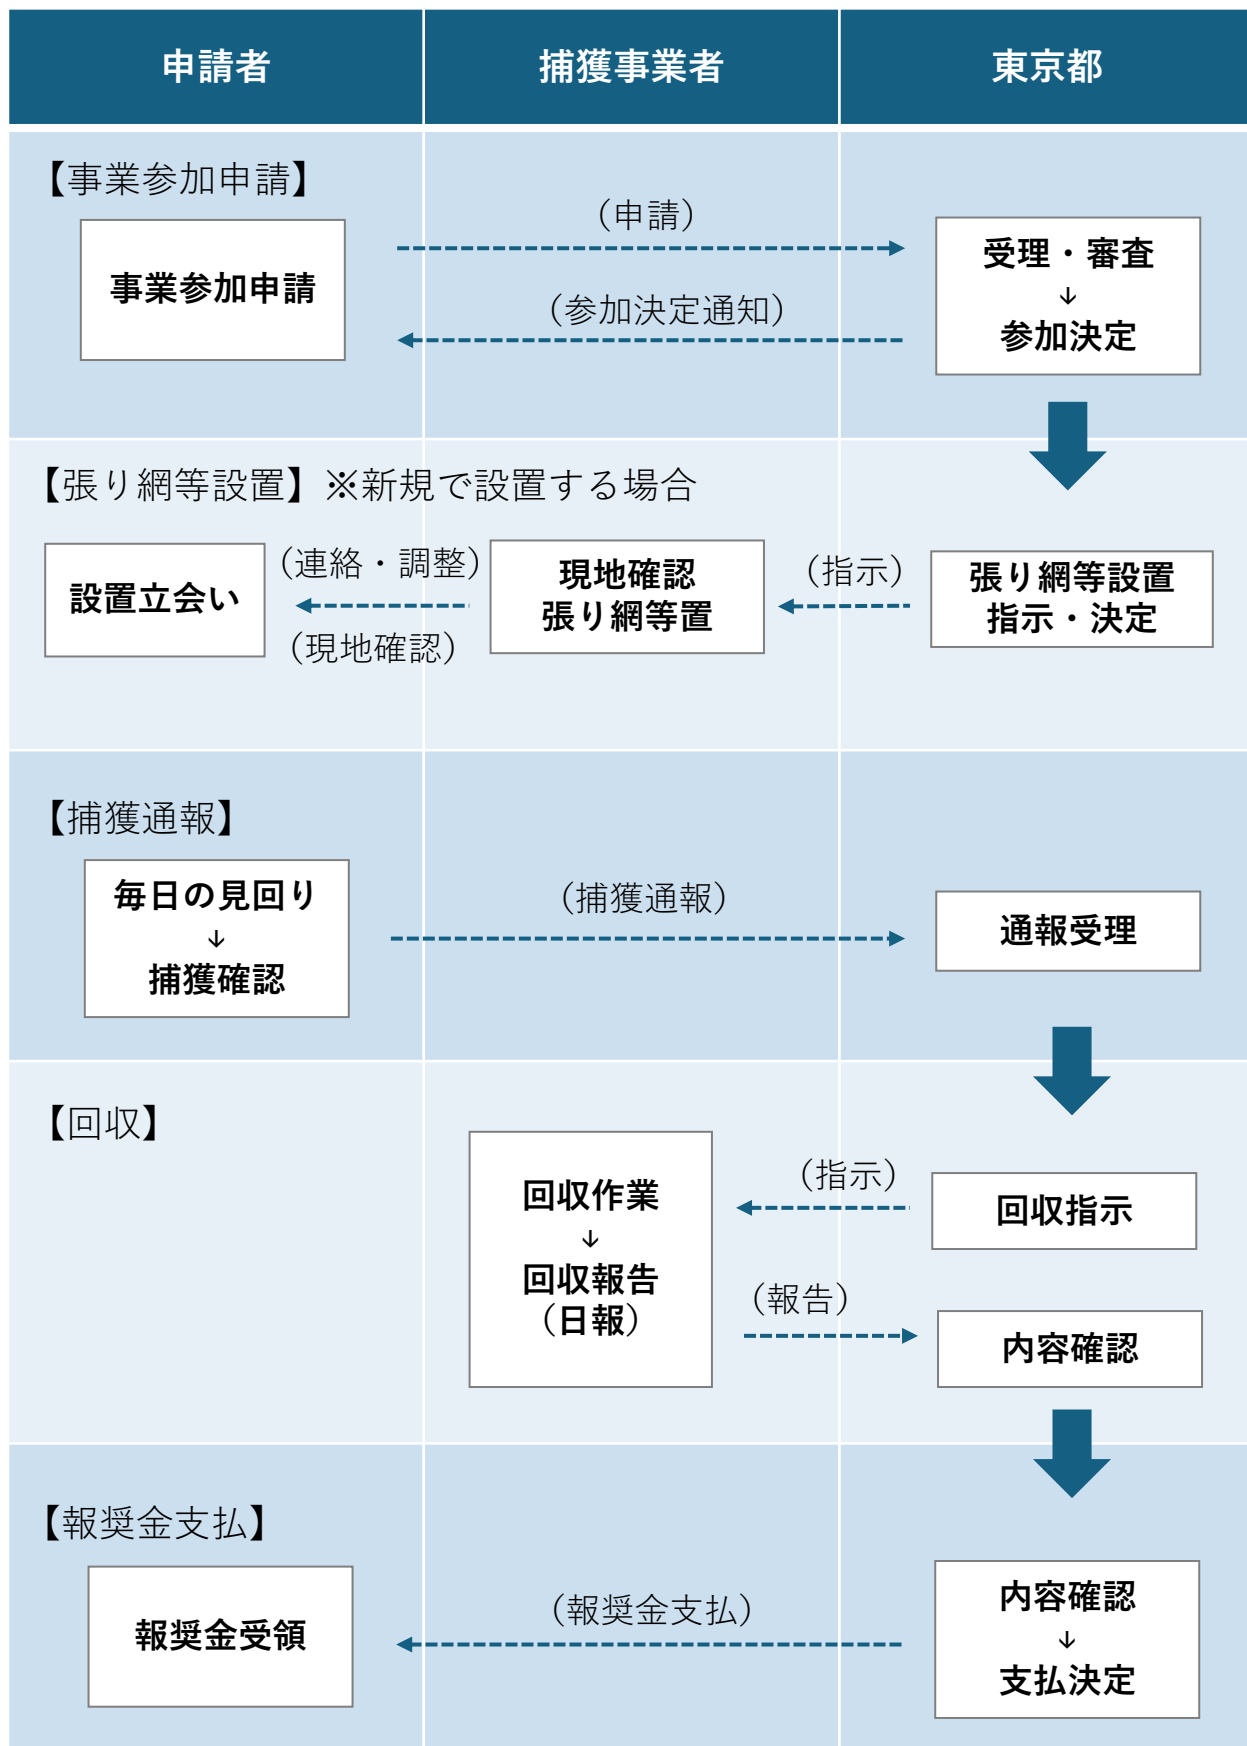 申請者
捕獲事業者
東京都
【事業参加申請】
事業参加申請
（申請）
（参加決定通知）
受理・審査
↓
参加決定
【張り網等設置】※新規で設置する場合
設置立会い
（連絡・調整）
（現地確認）
現地確認
張り網等置
（指示）
張り網等設置
指示・決定
【捕獲通報】
毎日の見回り
↓
捕獲確認
（捕獲通報）
通報受理
【回収】
回収作業
↓
回収報告
（日報）
（指示）
回収指示
（報告）
内容確認
【報奨金支払】
報奨金受領
（報奨金支払）
内容確認
↓
支払決定